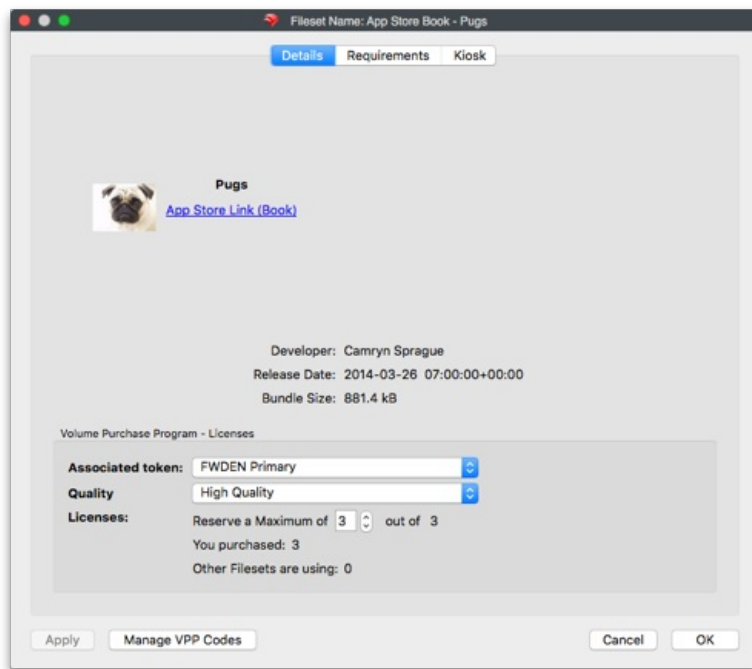 Fileset Name: App Store Book - Pugs
Details Requirements Kiosk
Pugs
App Store Link (Book)
Developer: Camryn Sprague
Release Date: 2014-03-26 07:00:00+00:00
Bundle Size: 881.4 kB
Volume Purchase Program - Licenses
Associated token: FWDEN Primary
Quality High Quality
Licenses: Reserve a Maximum of 3 out of 3
You purchased: 3
Other Filesets are using: 0
Apply Manage VPP Codes Cancel OK